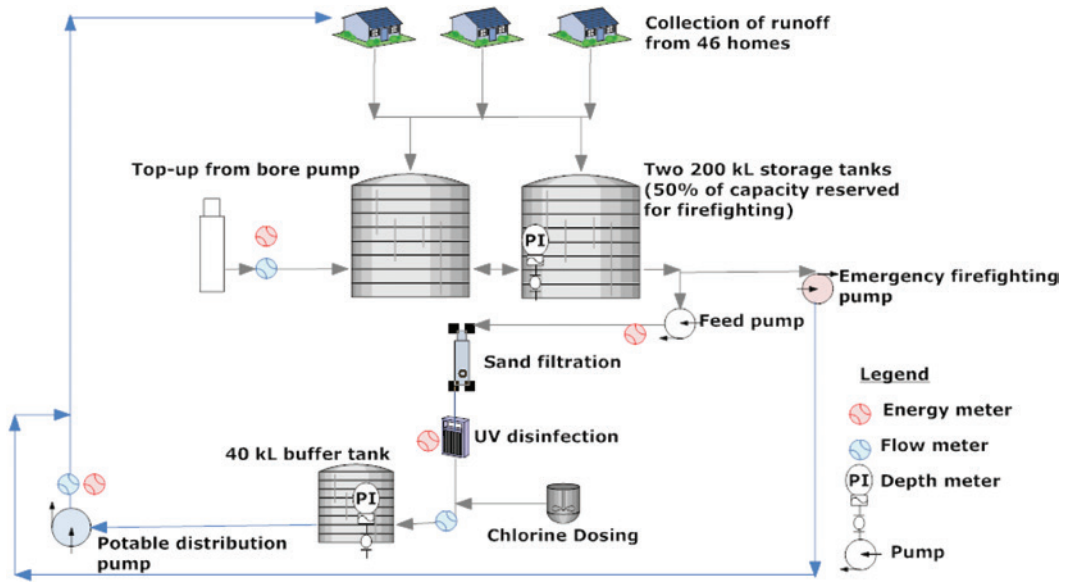 Collection of runoff
from 46 homes
Top-up from bore pump
Two 200 kL storage tanks
(50% of capacity reserved
for firefighting)
PI
Emergency firefighting
pump
Feed pump
Sand filtration
Legend
Energy meter
UV disinfection
Flow meter
40 kL buffer tank
PI
PI
Depth meter
Chlorine Dosing
Potable distribution
pump
Pump